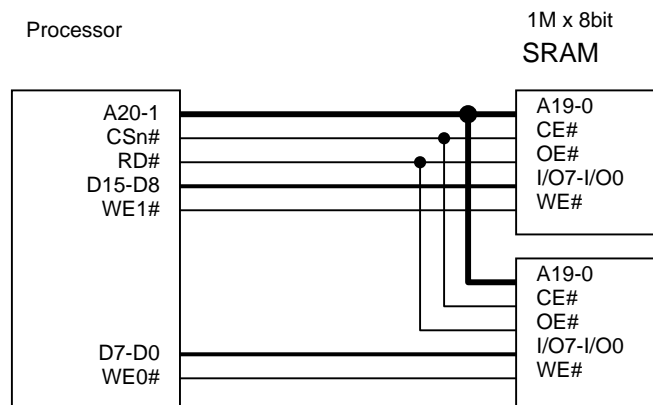 Processor
1M x 8bit
SRAM
A20-1
CSn#
RD#
D15-D8
WE1#
D7-D0
WE0#
A19-0
CE#
OE#
I/O7-I/O0
WE#
A19-0
CE#
OE#
I/O7-I/O0
WE#